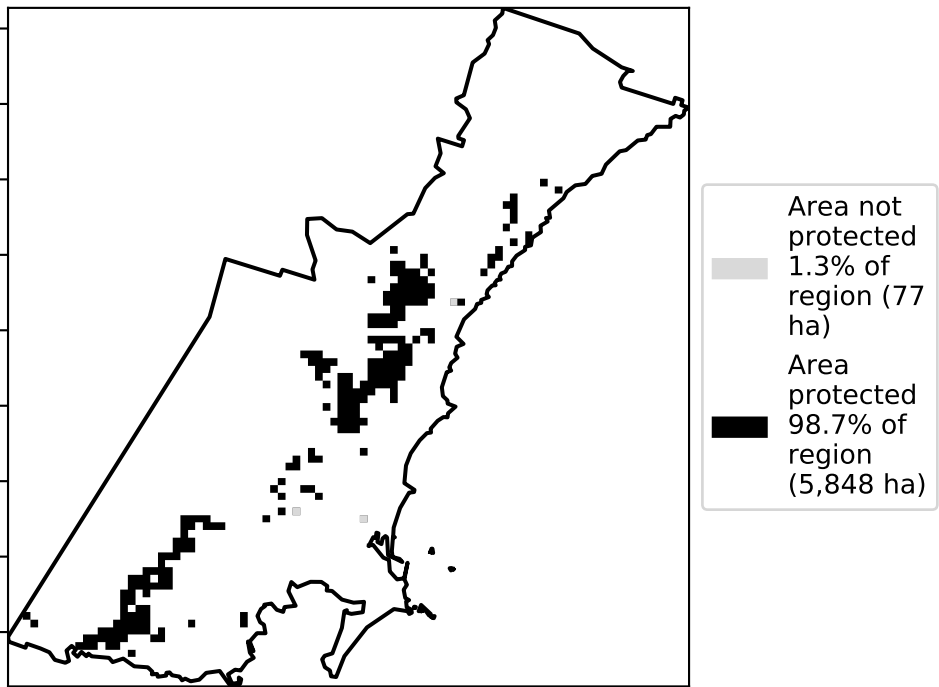 Area not
protected
1.3% of
region (77
ha)
Area
protected
98.7% of
region
(5,848 ha)